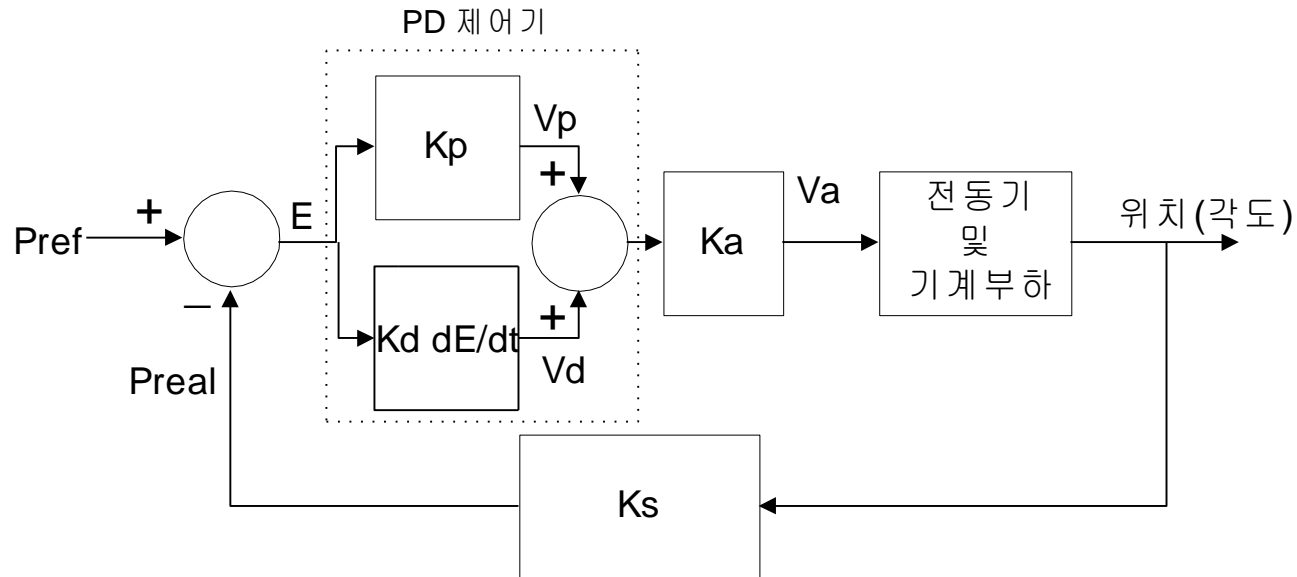 PD 제어기
Kp
Vp
+
Pref
+
E
Ka
Va
전동기
및
기계부하
위치(각도)
−
Kd dE/dt
+
Vd
Preal
Ks